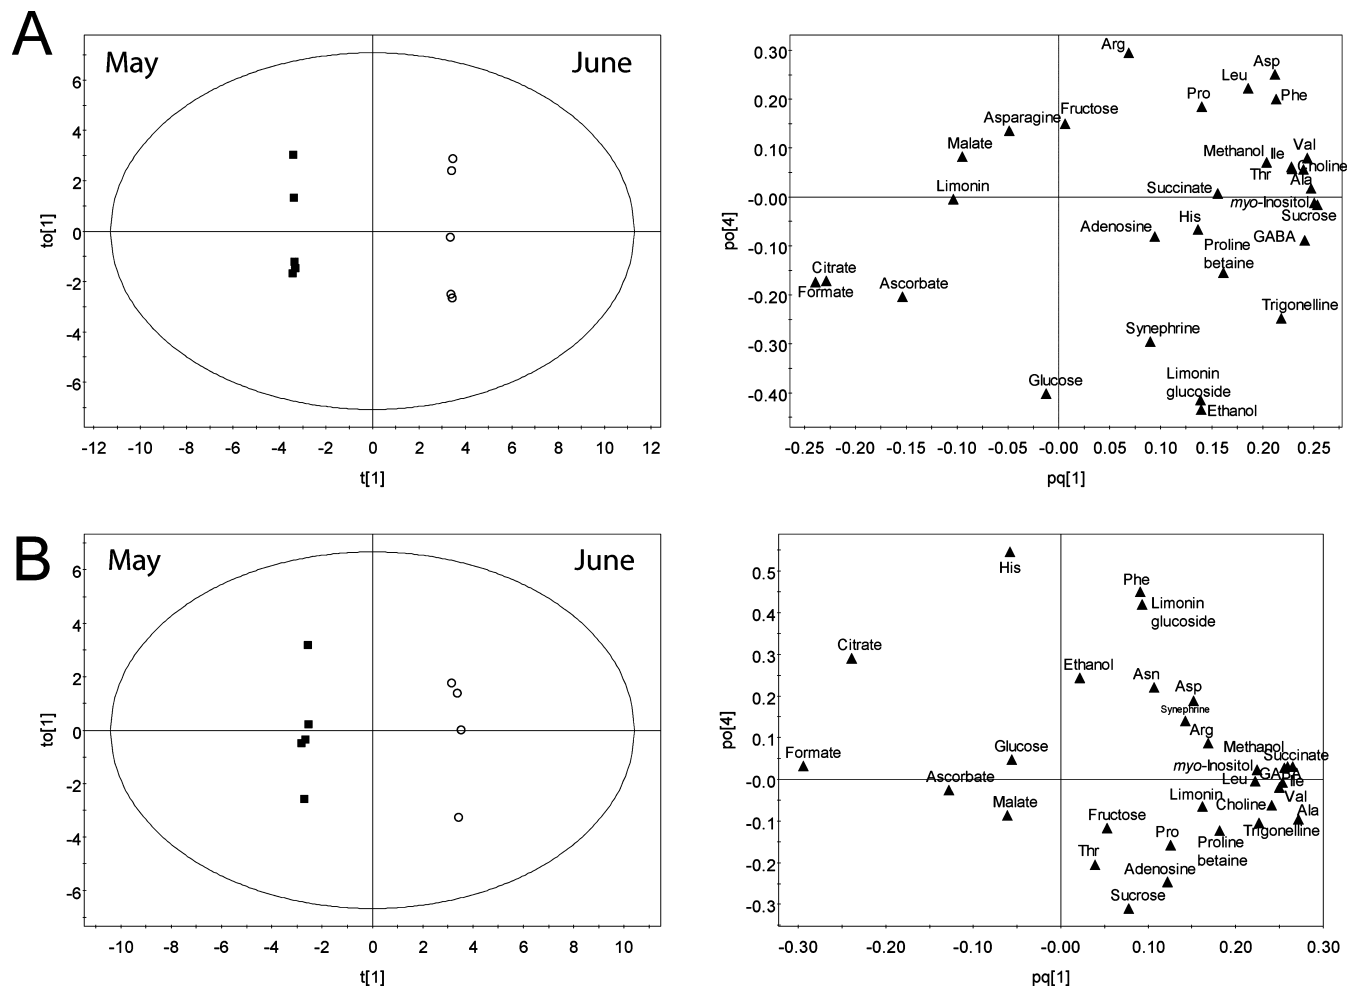 A
May
June
6
4
2
0
-2
-4
-6
to[1]
-12
-10
-8
-6
-4
-2
0
2
4
6
8
10
12
t[1]
0.30
0.20
0.10
-0.00
-0.10
-0.20
-0.30
-0.40
po[4]
Arg
Asp
Leu
Phe
Pro
Fructose
Asparagine
Malate
Methanol
Ile
Val
Choline
Thr
Ala
Limonin
Succinate
myo-Inositol
Sucrose
His
Adenosine
GABA
Proline
betaine
Citrate
Formate
Ascorbate
Trigonelline
Synephrine
Glucose
Limonin
glucoside
Ethanol
-0.25
-0.20
-0.15
-0.10
-0.05
-0.00
0.05
0.10
0.15
0.20
0.25
pq[1]
B
May
June
6
4
2
0
-2
-4
-6
to[1]
-10
-8
-6
-4
-2
0
2
4
6
8
10
t[1]
0.5
0.4
0.3
0.2
0.1
-0.0
-0.1
-0.2
-0.3
po[4]
His
Phe
Limonin
glucoside
Citrate
Ethanol
Asn
Asp
Synephrine
Arg
Methanol
Succinate
Formate
Glucose
myo-Inositol
Leu
GABA
Ile
Ascorbate
Malate
Limonin
Choline
Val
Ala
Fructose
Trigonelline
Pro
Proline
betaine
Thr
Adenosine
Sucrose
-0.30
-0.20
-0.10
-0.00
0.10
0.20
0.30
pq[1]